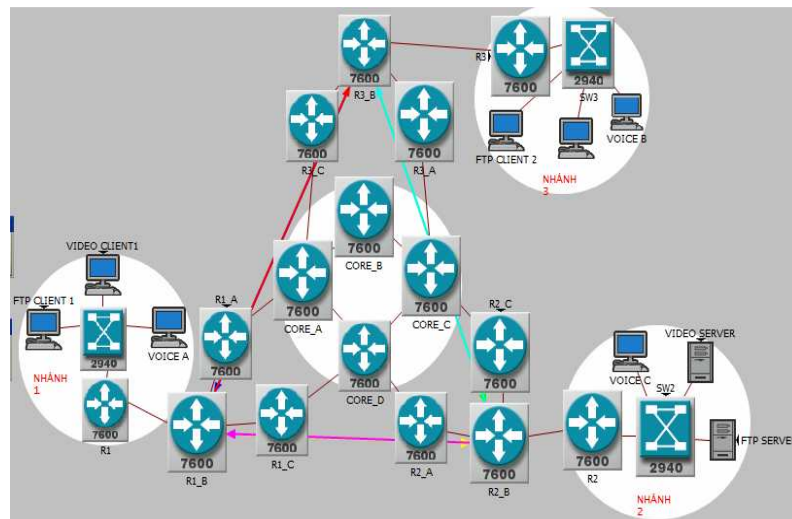 7600
R3_B
R3
7600
2940
SW3
7600
R3_C
7600
R3_A
FTP CLIENT 2
VOICE B
NHÁNH
3
7600
CORE_B
VIDEO CLIENT1
FTP CLIENT 1
2940
VOICE A
NHÁNH
1
7600
R1
R1_A
7600
7600
CORE_A
7600
CORE_C
7600
CORE_D
R2_C
7600
7600
R1_B
7600
R1_C
7600
R2_A
7600
R2_B
7600
R2
VOICE C
SW2
2940
VIDEO SERVER
FTP SERVER
NHÁNH
2